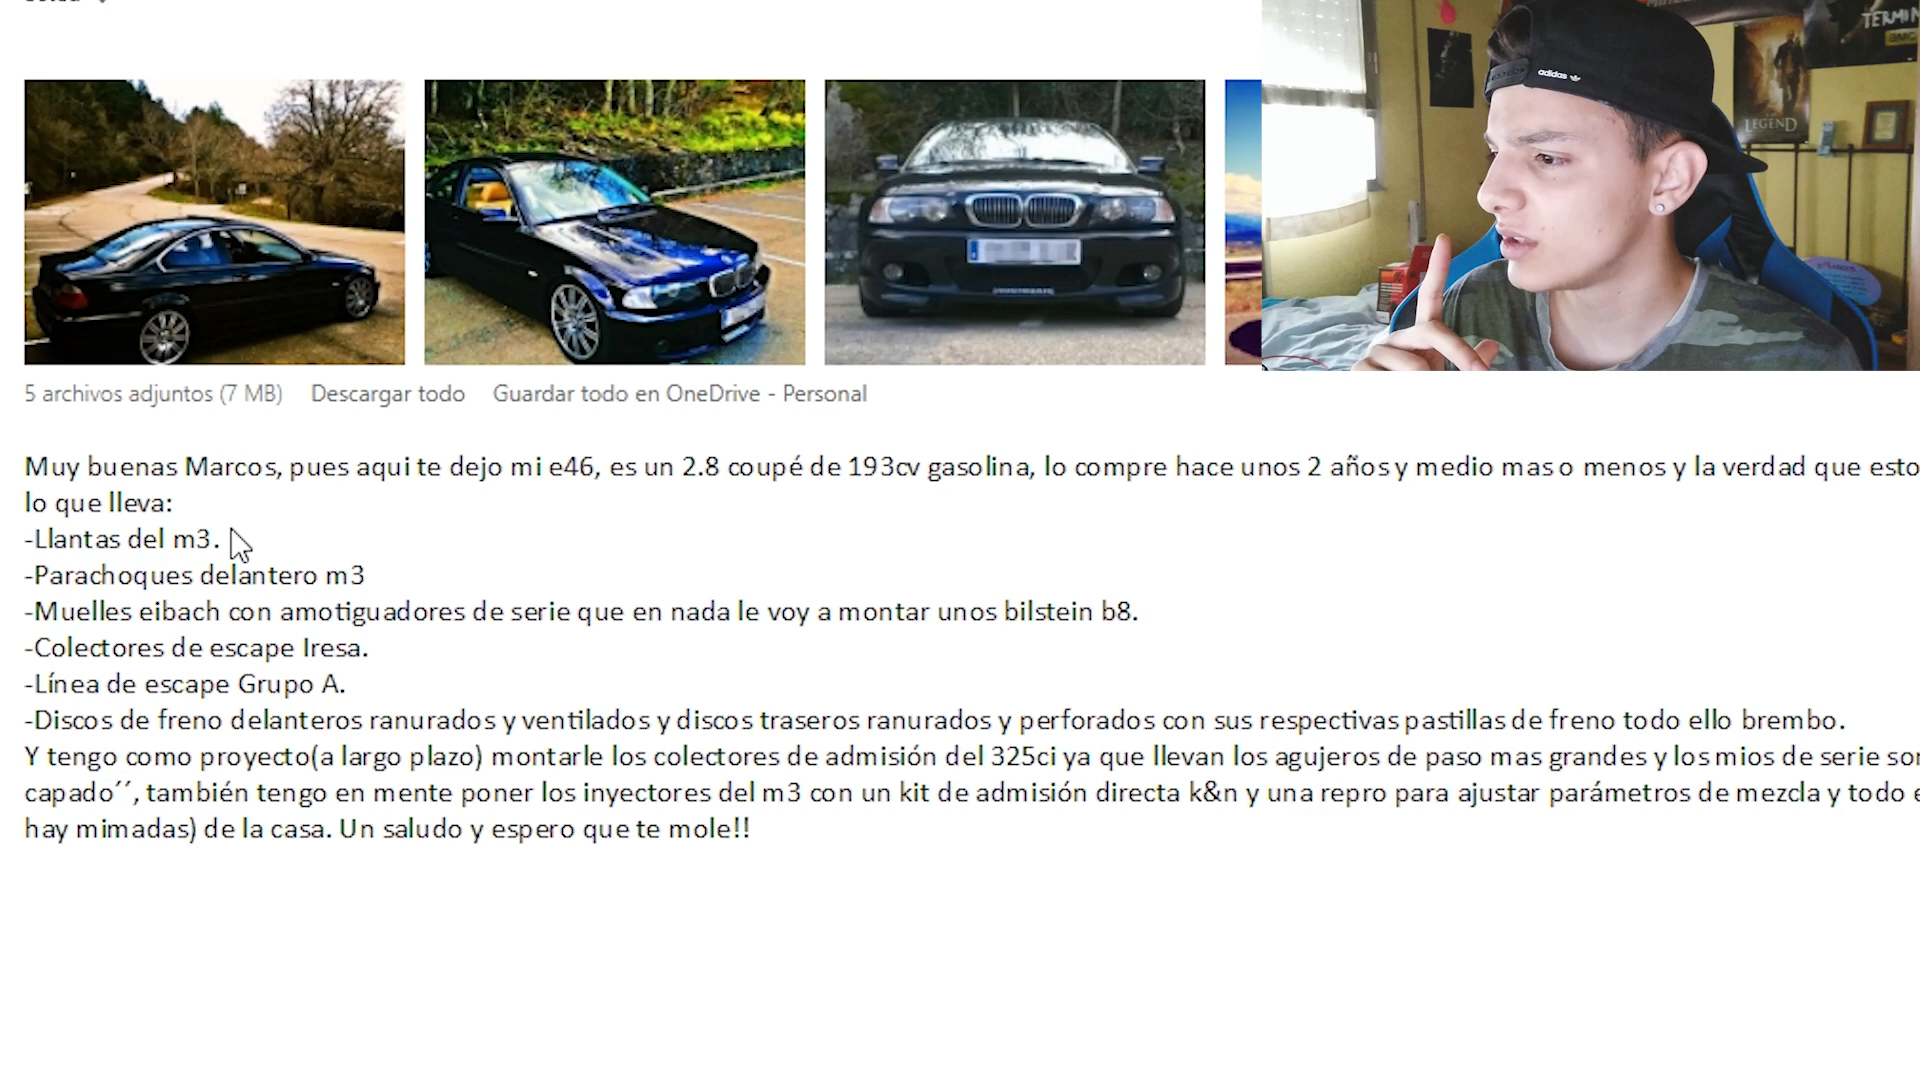 TERMIN
AMC
adidas
LEGEND
5 archivos adjuntos (7 MB) Descargar todo Guardar todo en OneDrive - Personal
Muy buenas Marcos, pues aqui te dejo mi e46, es un 2.8 coupé de 193cv gasolina, lo compre hace unos 2 años y medio mas o menos y la verdad que esto
lo que lleva:
-Llantas del m3.
-Parachoques delantero m3
-Muelles eibach con amotiguadores de serie que en nada le voy a montar unos bilstein b8.
-Colectores de escape Iresa.
-Línea de escape Grupo A.
-Discos de freno delanteros ranurados y ventilados y discos traseros ranurados y perforados con sus respectivas pastillas de freno todo ello brembo.
Y tengo como proyecto(a largo plazo) montarle los colectores de admisión del 325ci ya que llevan los agujeros de paso mas grandes y los mios de serie son
capado´´, también tengo en mente poner los inyectores del m3 con un kit de admisión directa k&n y una repro para ajustar parámetros de mezcla y todo e
hay mimadas) de la casa. Un saludo y espero que te mole!!